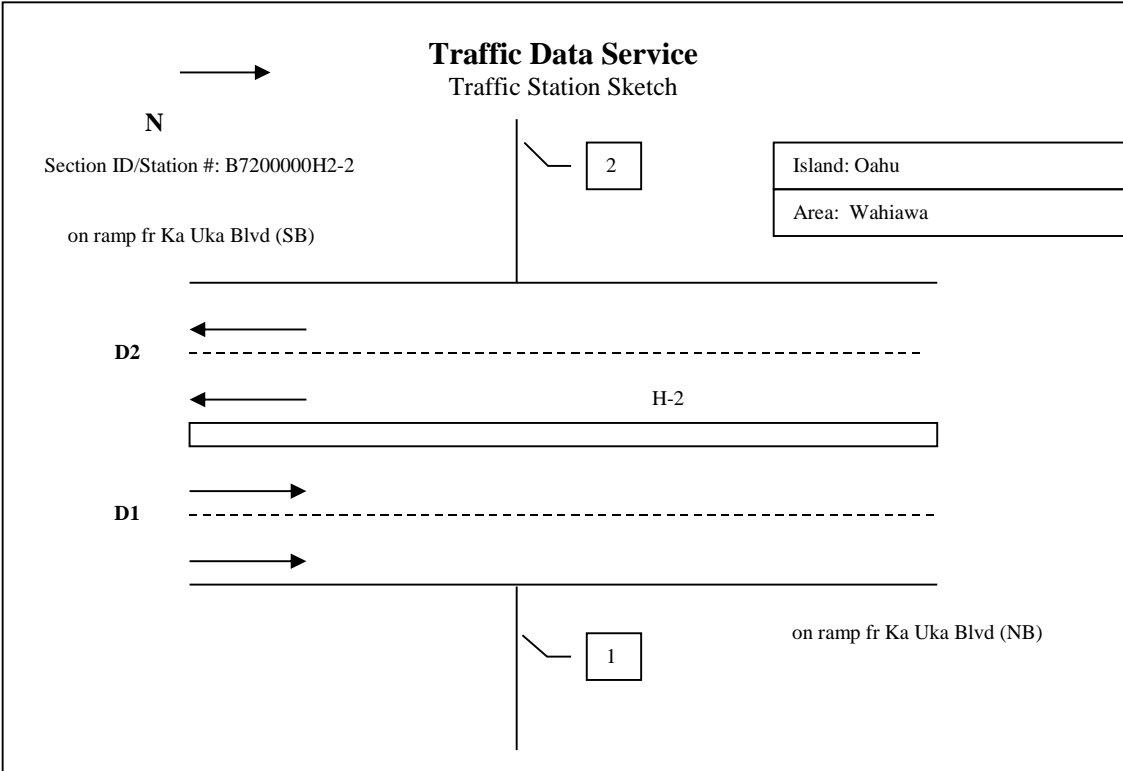 Traffic Data Service
Traffic Station Sketch
N
Section ID/Station #: B7200000H2-2
2
Island: Oahu
Area: Wahiawa
on ramp fr Ka Uka Blvd (SB)
D2
H-2
D1
on ramp fr Ka Uka Blvd (NB)
1